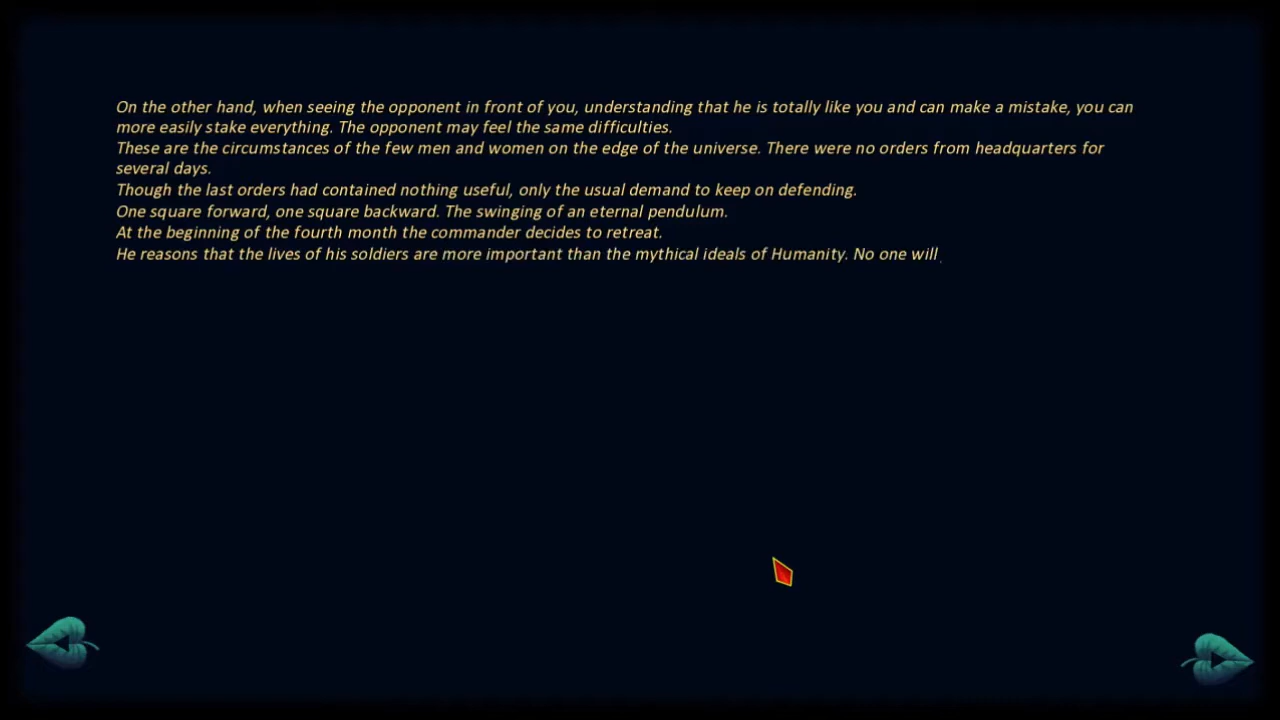 On the other hand, when seeing the opponent in front of you, understanding that he is totally like you and can make a mistake, you can
more easily stake everything. The opponent may feel the same difficulties.
These are the circumstances of the few men and women on the edge of the universe. There were no orders from headquarters for
several days.
Though the last orders had contained nothing useful, only the usual demand to keep on defending.
One square forward, one square backward. The swinging of an eternal pendulum.
At the beginning of the fourth month the commander decides to retreat.
He reasons that the lives of his soldiers are more important than the mythical ideals of Humanity. No one will